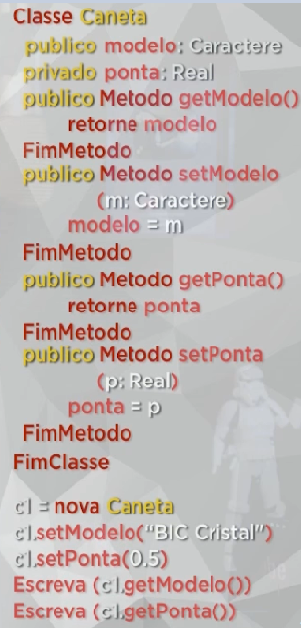 Classe Caneta
publico modelo: Caractere
privado ponta: Real
publico Metodo getModelo()
retorne modelo
FimMetodo
publico Metodo setModelo
(m: Caractere)
modelo = m
FimMetodo
publico Metodo getPonta()
retorne ponta
FimMetodo
publico Metodo setPonta
(p: Real)
ponta = p
FimMetodo
FimClasse
c1 = nova Caneta
c1.setModelo("BIC Cristal")
c1.setPonta(0.5)
Escreva (c1.getModelo())
Escreva (c1.getPonta())